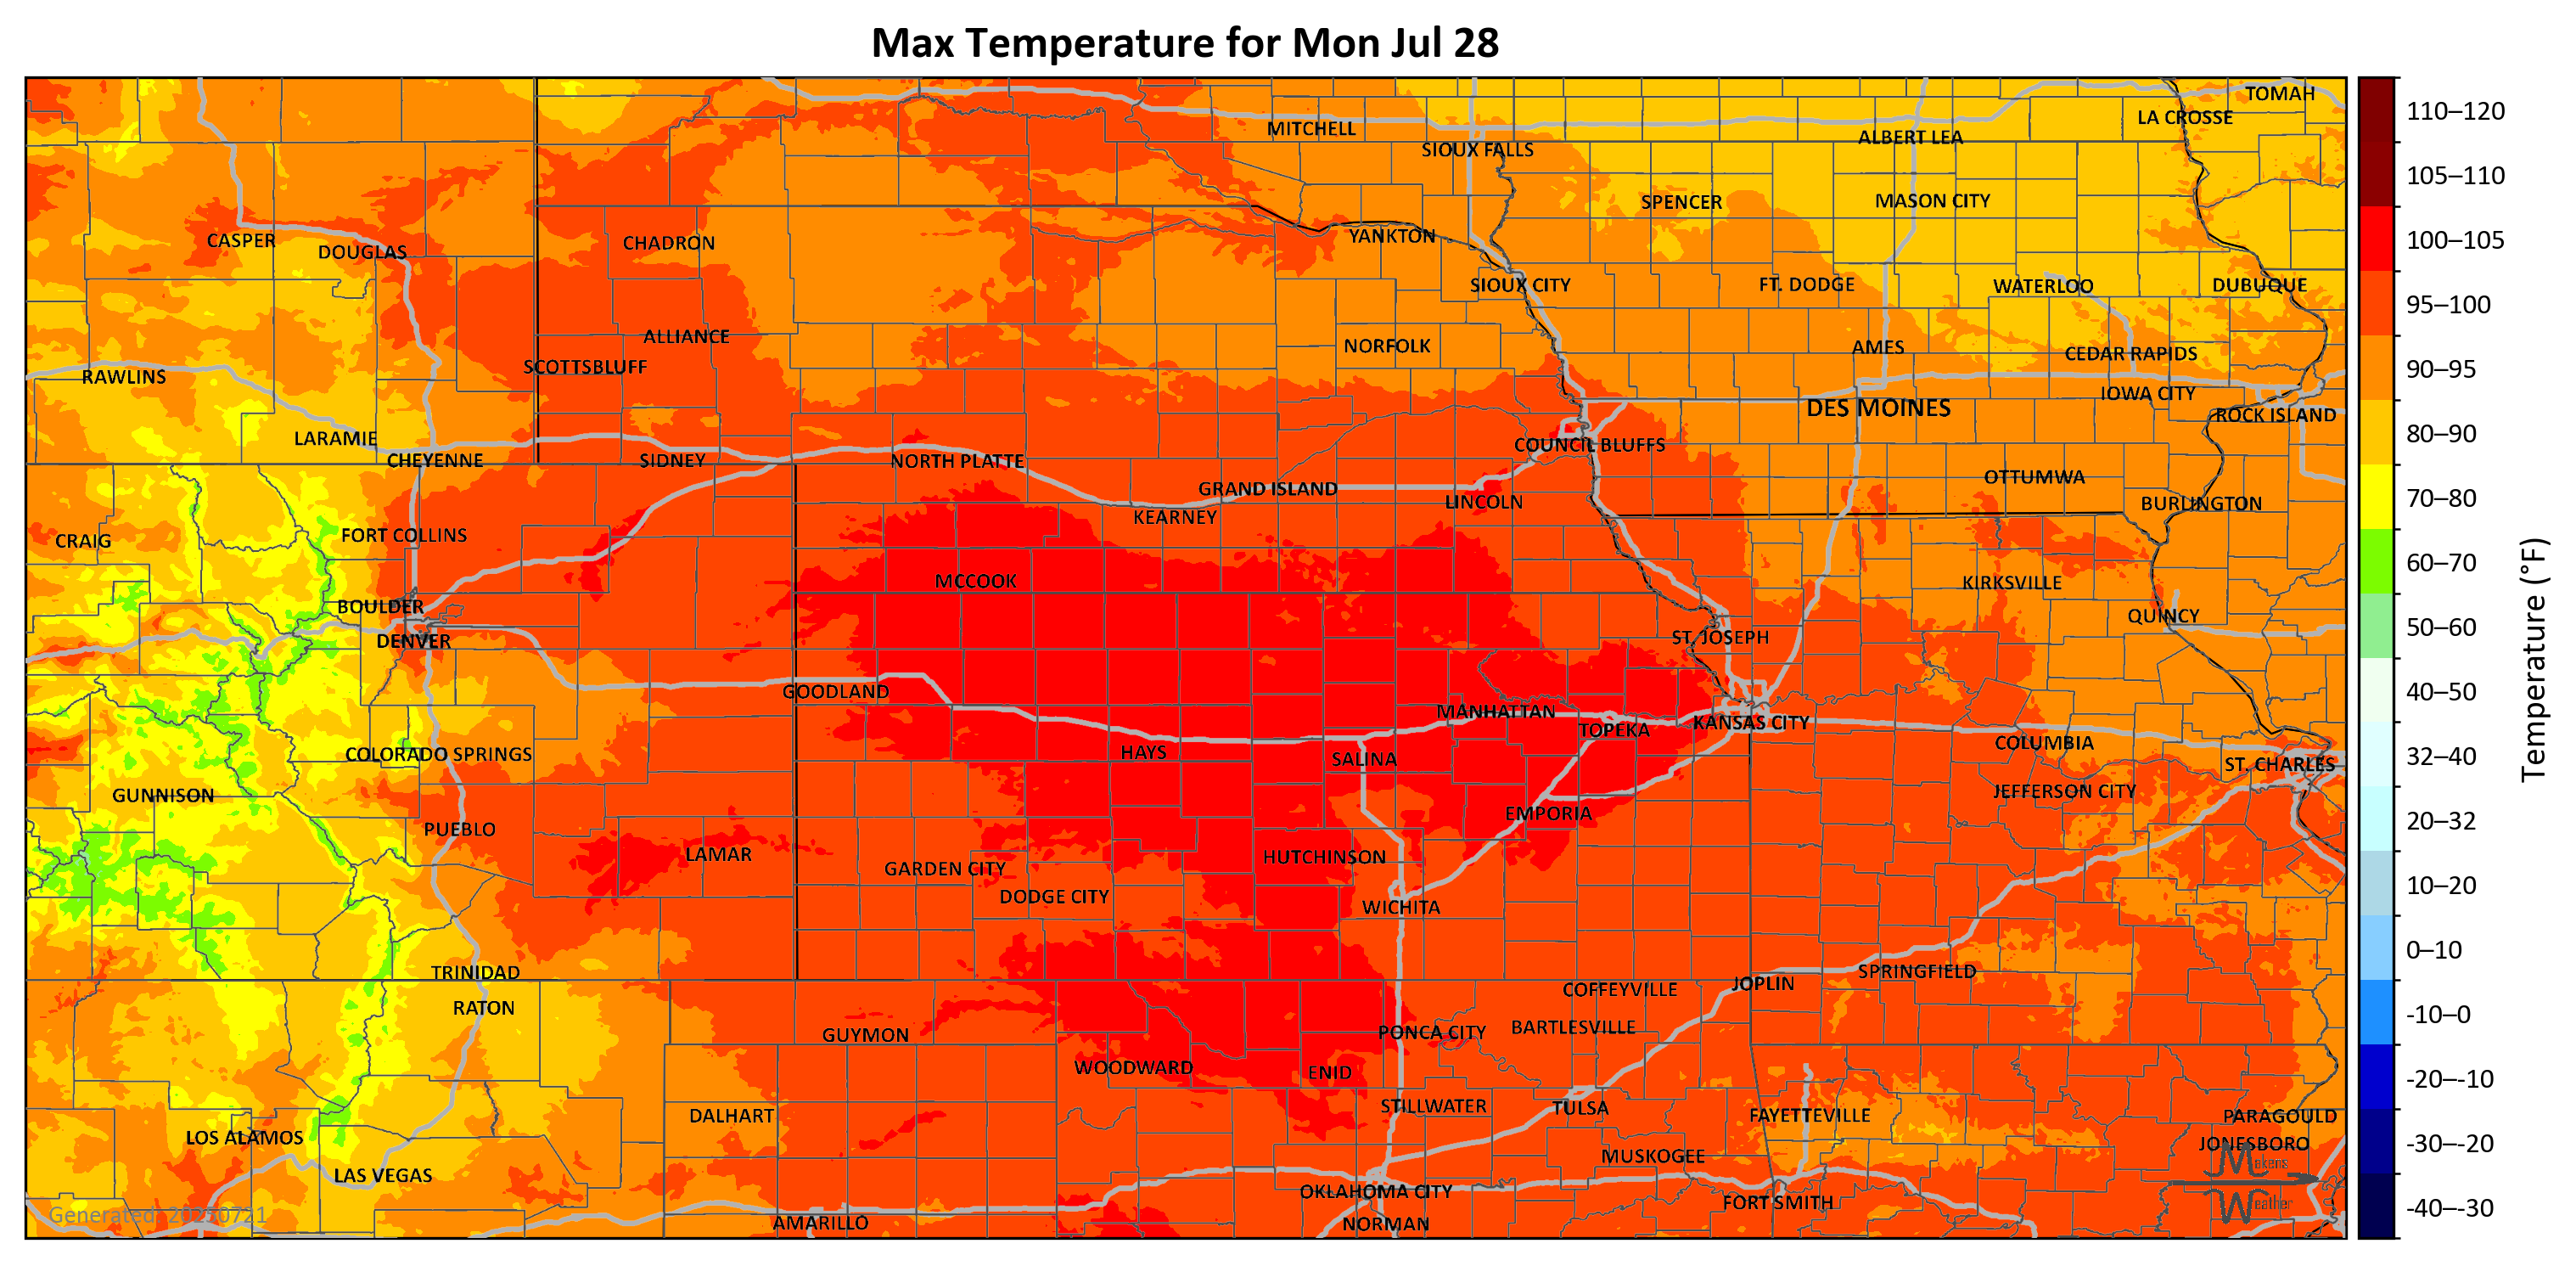 Max Temperature for Mon Jul 28
TOMAH
LA CROSSE
MITCHELL
ALBERT LEA
SIOUX FALLS
SPENCER
MASON CITY
YANKTON
CASPER
CHADRON
DOUGLAS
SIOUX CITY
FT. DODGE
WATERLOO
DUBUQUE
ALLIANCE
NORFOLK
AMES
CEDAR RAPIDS
SCOTTSBLUFF
RAWLINS
IOWA CITY
DES MOINES
ROCK ISLAND
LARAMIE
COUNCIL BLUFFS
CHEYENNE
SIDNEY
NORTH PLATTE
OTTUMWA
GRAND ISLAND
LINCOLN
BURLINGTON
KEARNEY
FORT COLLINS
CRAIG
MCCOOK
KIRKSVILLE
BOULDER
QUINCY
DENVER
ST. JOSEPH
GOODLAND
MANHATTAN
KANSAS CITY
TOPEKA
COLUMBIA
COLORADO SPRINGS
HAYS
SALINA
ST. CHARLES
GUNNISON
JEFFERSON CITY
EMPORIA
PUEBLO
LAMAR
HUTCHINSON
GARDEN CITY
DODGE CITY
WICHITA
TRINIDAD
SPRINGFIELD
JOPLIN
COFFEYVILLE
RATON
BARTLESVILLE
GUYMON
PONCA CITY
WOODWARD
ENID
DALHART
STILLWATER
TULSA
FAYETTEVILLE
PARAGOULD
LOS ALAMOS
JONESBORO
MUSKOGEE
LAS VEGAS
OKLAHOMA CITY
FORT SMITH
AMARILLO
NORMAN
Generated: 20250721
Makens
Weather
110–120
105–110
100–105
95–100
90–95
80–90
70–80
60–70
50–60
40–50
32–40
20–32
10–20
0–10
-10–0
-20–-10
-30–-20
-40–-30
Temperature (°F)